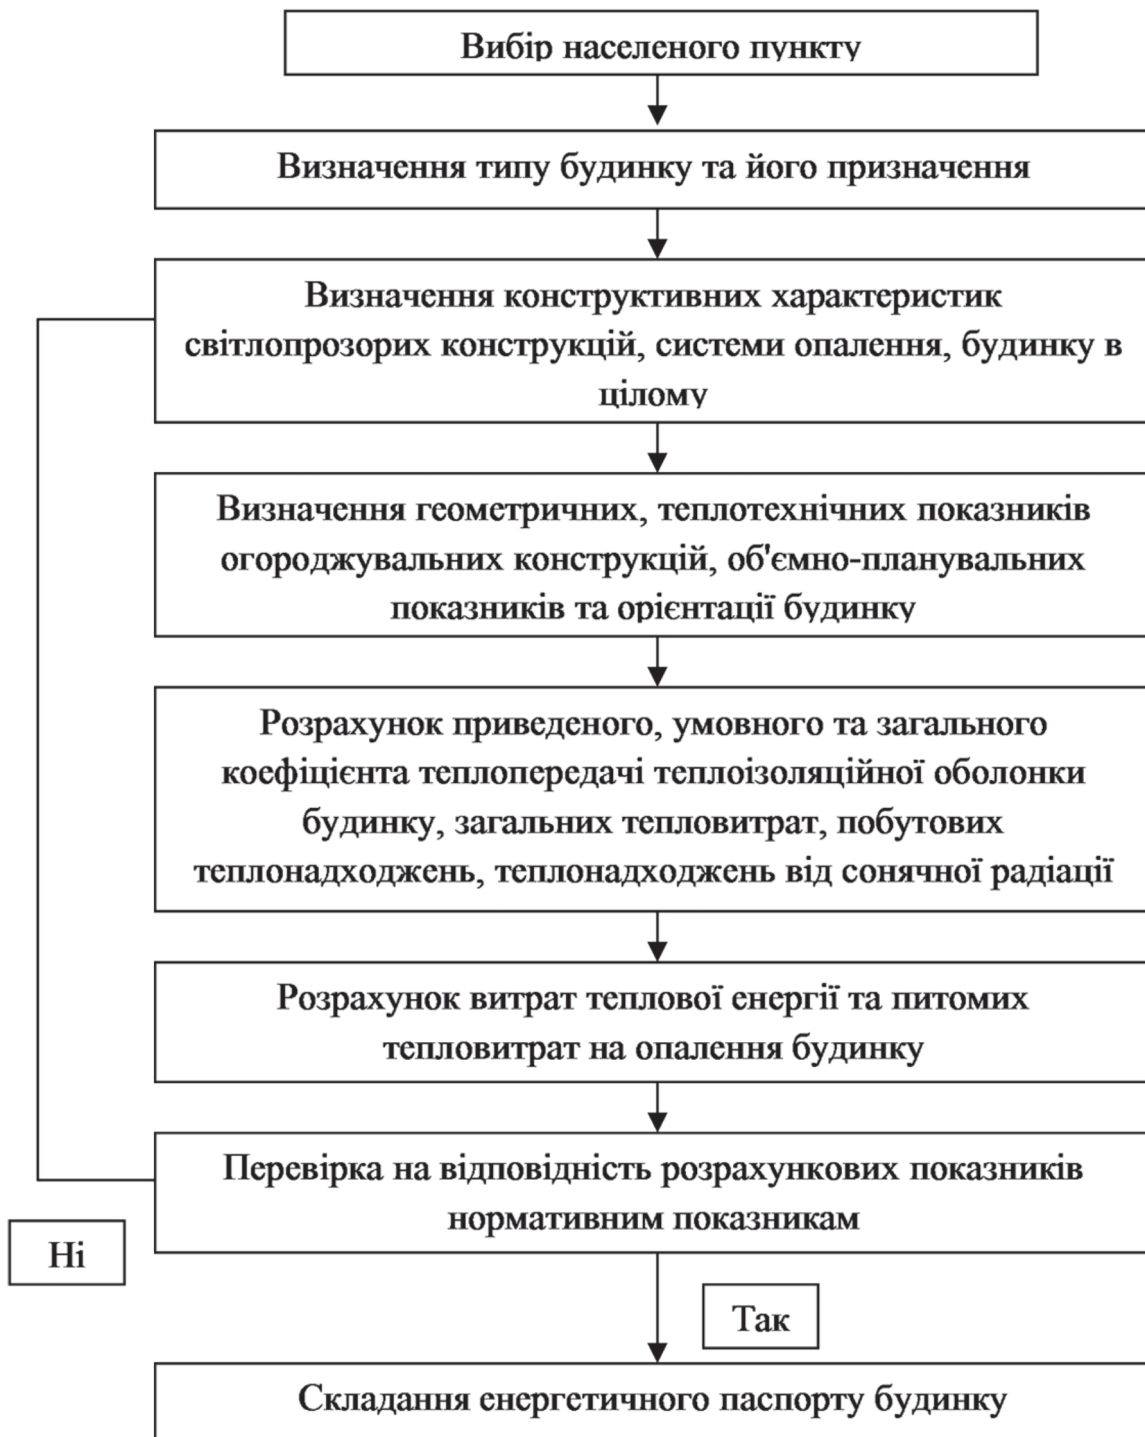 Вибір населеного пункту
Визначення типу будинку та його призначення
Визначення конструктивних характеристик
світлопрозорих конструкцій, системи опалення, будинку в
цілому
Визначення геометричних, теплотехнічних показників
огороджувальних конструкцій, об'ємно-планувальних
показників та орієнтації будинку
Розрахунок приведеного, умовного та загального
коефіцієнта теплопередачі теплоізоляційної оболонки
будинку, загальних тепловитрат, побутових
теплонадходжень, теплонадходжень від сонячної радіації
Розрахунок витрат теплової енергії та питомих
тепловитрат на опалення будинку
Перевірка на відповідність розрахункових показників
нормативним показникам
Ні
Так
Складання енергетичного паспорту будинку